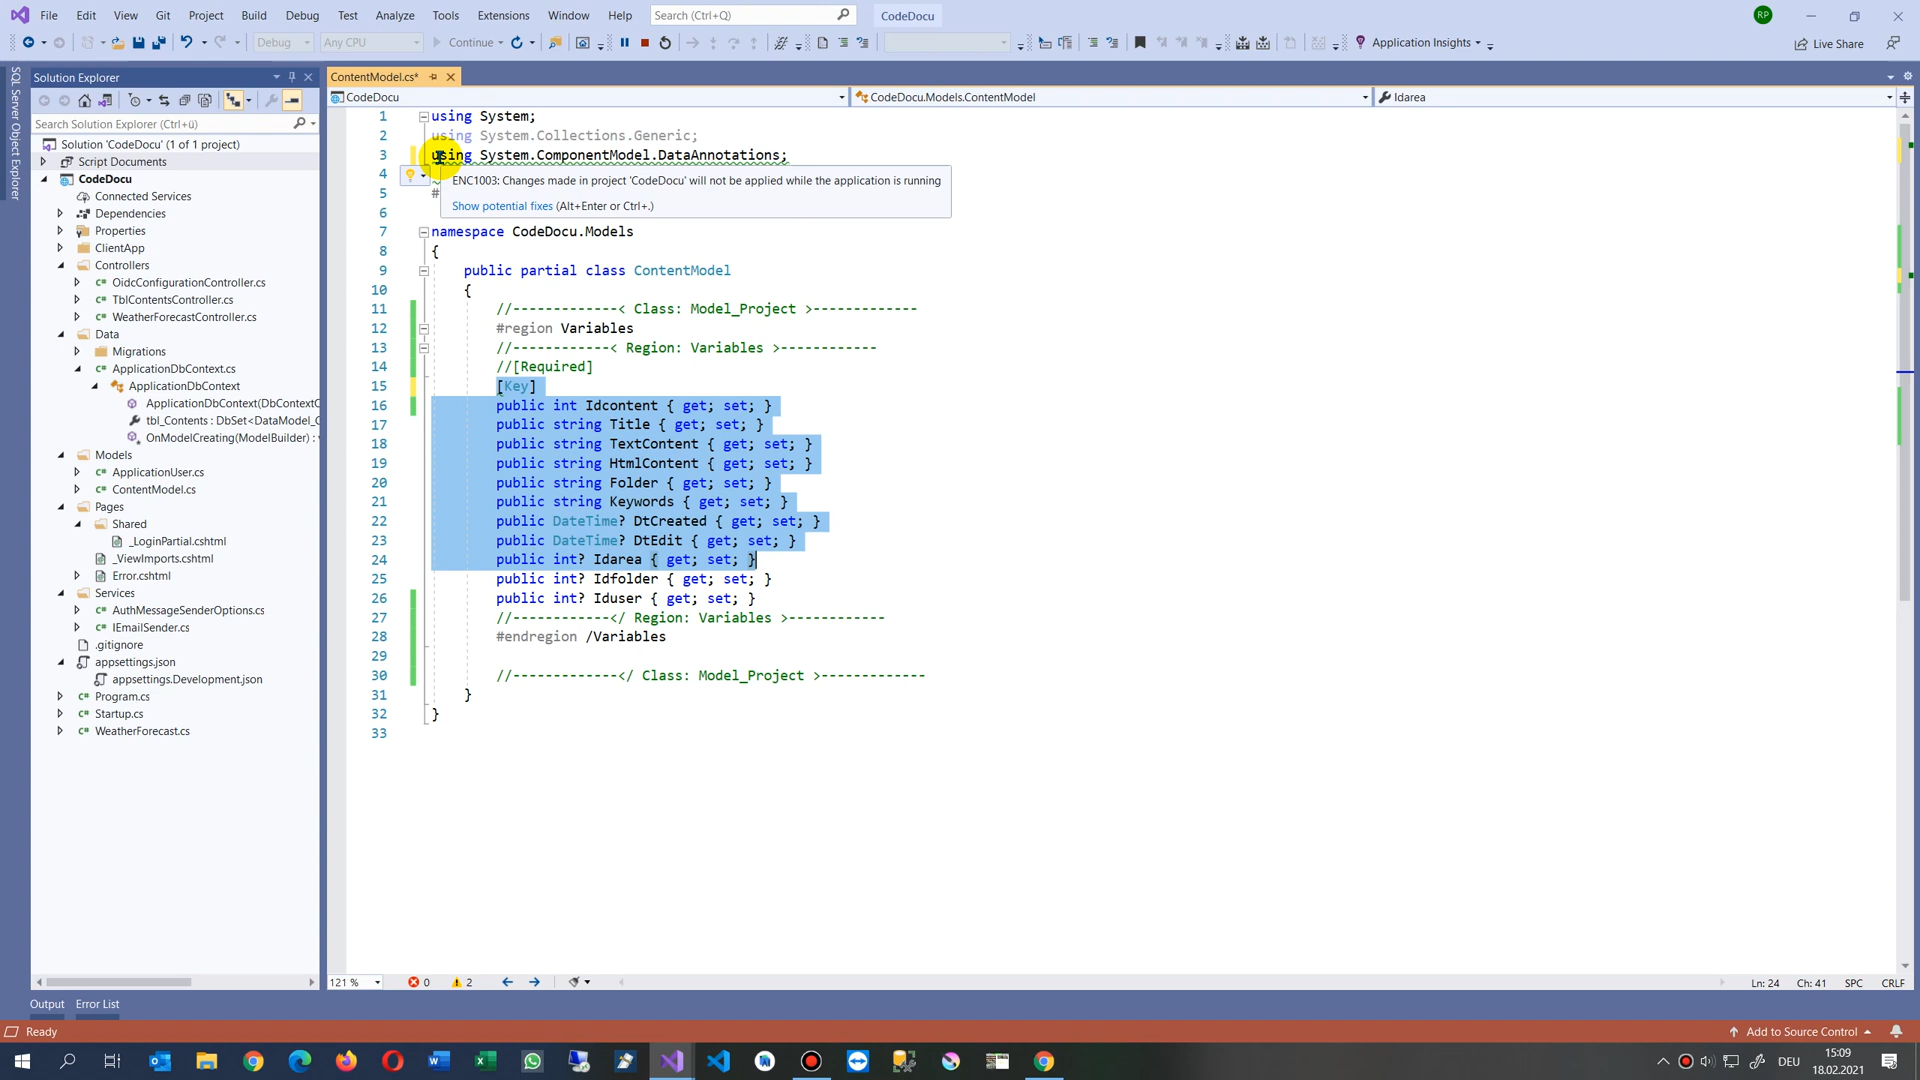 File Edit View Git Project Build Debug Test Analyze Tools Extensions Window Help Search (Ctrl+Q) CodeDocu RP
Debug Any CPU Continue Application Insights Live Share
SQL Server Object Explorer
Solution Explorer
Search Solution Explorer (Ctrl+ü)
Solution 'CodeDocu' (1 of 1 project)
Script Documents
CodeDocu
Connected Services
Dependencies
Properties
ClientApp
Controllers
OidcConfigurationController.cs
TblContentsController.cs
WeatherForecastController.cs
Data
Migrations
ApplicationDbContext.cs
ApplicationDbContext
ApplicationDbContext(DbContextO
tbl_Contents : DbSet<DataModel_C
OnModelCreating(ModelBuilder) :
Models
ApplicationUser.cs
ContentModel.cs
Pages
Shared
_LoginPartial.cshtml
_ViewImports.cshtml
Error.cshtml
Services
AuthMessageSenderOptions.cs
IEmailSender.cs
.gitignore
appsettings.json
appsettings.Development.json
Program.cs
Startup.cs
WeatherForecast.cs
ContentModel.cs*
CodeDocu CodeDocu.Models.ContentModel Idarea
1 using System;
2 using System.Collections.Generic;
3 using System.ComponentModel.DataAnnotations;
4
ENC1003: Changes made in project 'CodeDocu' will not be applied while the application is running
5 #
Show potential fixes (Alt+Enter or Ctrl+.)
6
7 namespace CodeDocu.Models
8 {
9 public partial class ContentModel
10 {
11 //-------------< Class: Model_Project >-------------
12 #region Variables
13 //------------< Region: Variables >------------
14 //[Required]
15 [Key]
16 public int Idcontent { get; set; }
17 public string Title { get; set; }
18 public string TextContent { get; set; }
19 public string HtmlContent { get; set; }
20 public string Folder { get; set; }
21 public string Keywords { get; set; }
22 public DateTime? DtCreated { get; set; }
23 public DateTime? DtEdit { get; set; }
24 public int? Idarea { get; set; }
25 public int? Idfolder { get; set; }
26 public int? Iduser { get; set; }
27 //------------</ Region: Variables >------------
28 #endregion /Variables
29
30 //-------------</ Class: Model_Project >-------------
31 }
32 }
33
121 % 0 2 Ln: 24 Ch: 41 SPC CRLF
Output Error List
Ready Add to Source Control
DEU 15:09
18.02.2021